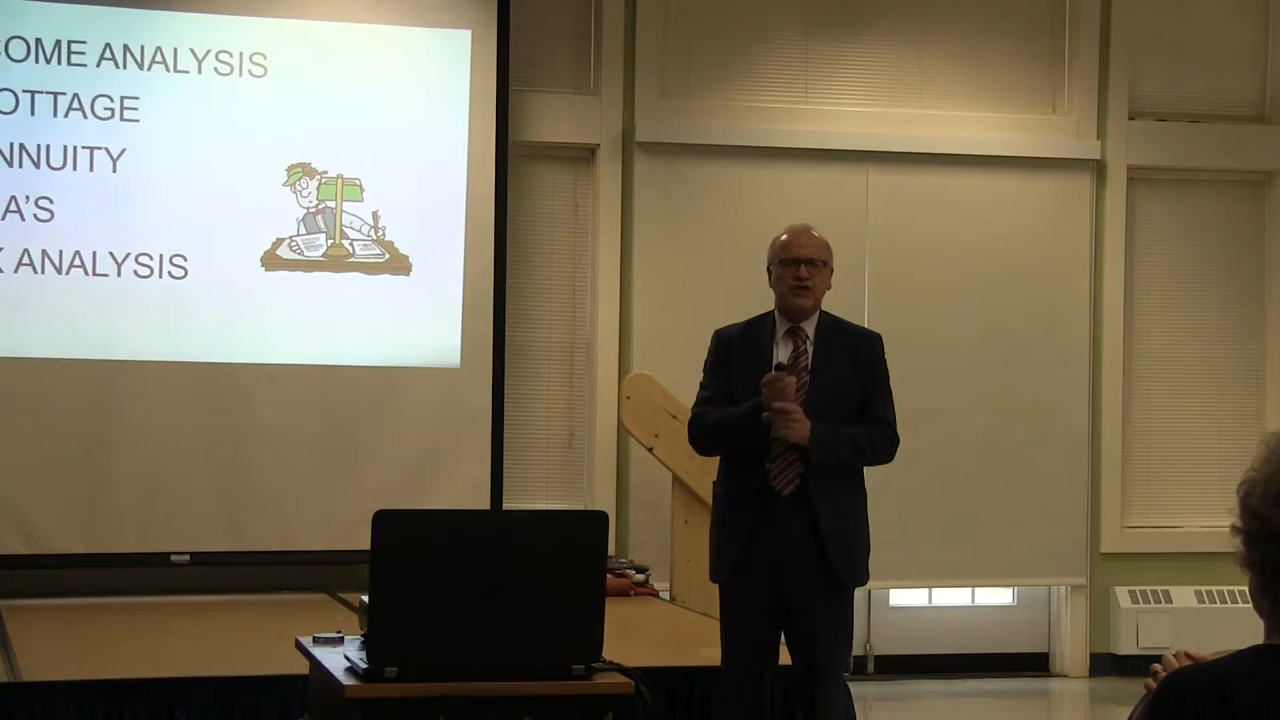 COME ANALYSIS
OTTAGE
NNUITY
A'S
X ANALYSIS